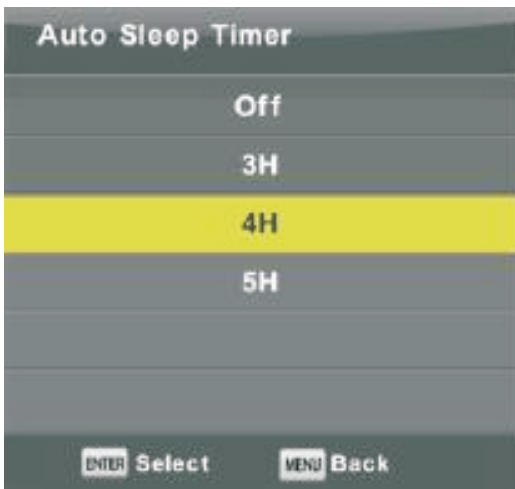 Auto Sleep Timer
Off
3H
4H
5H
ENTER Select MENU Back